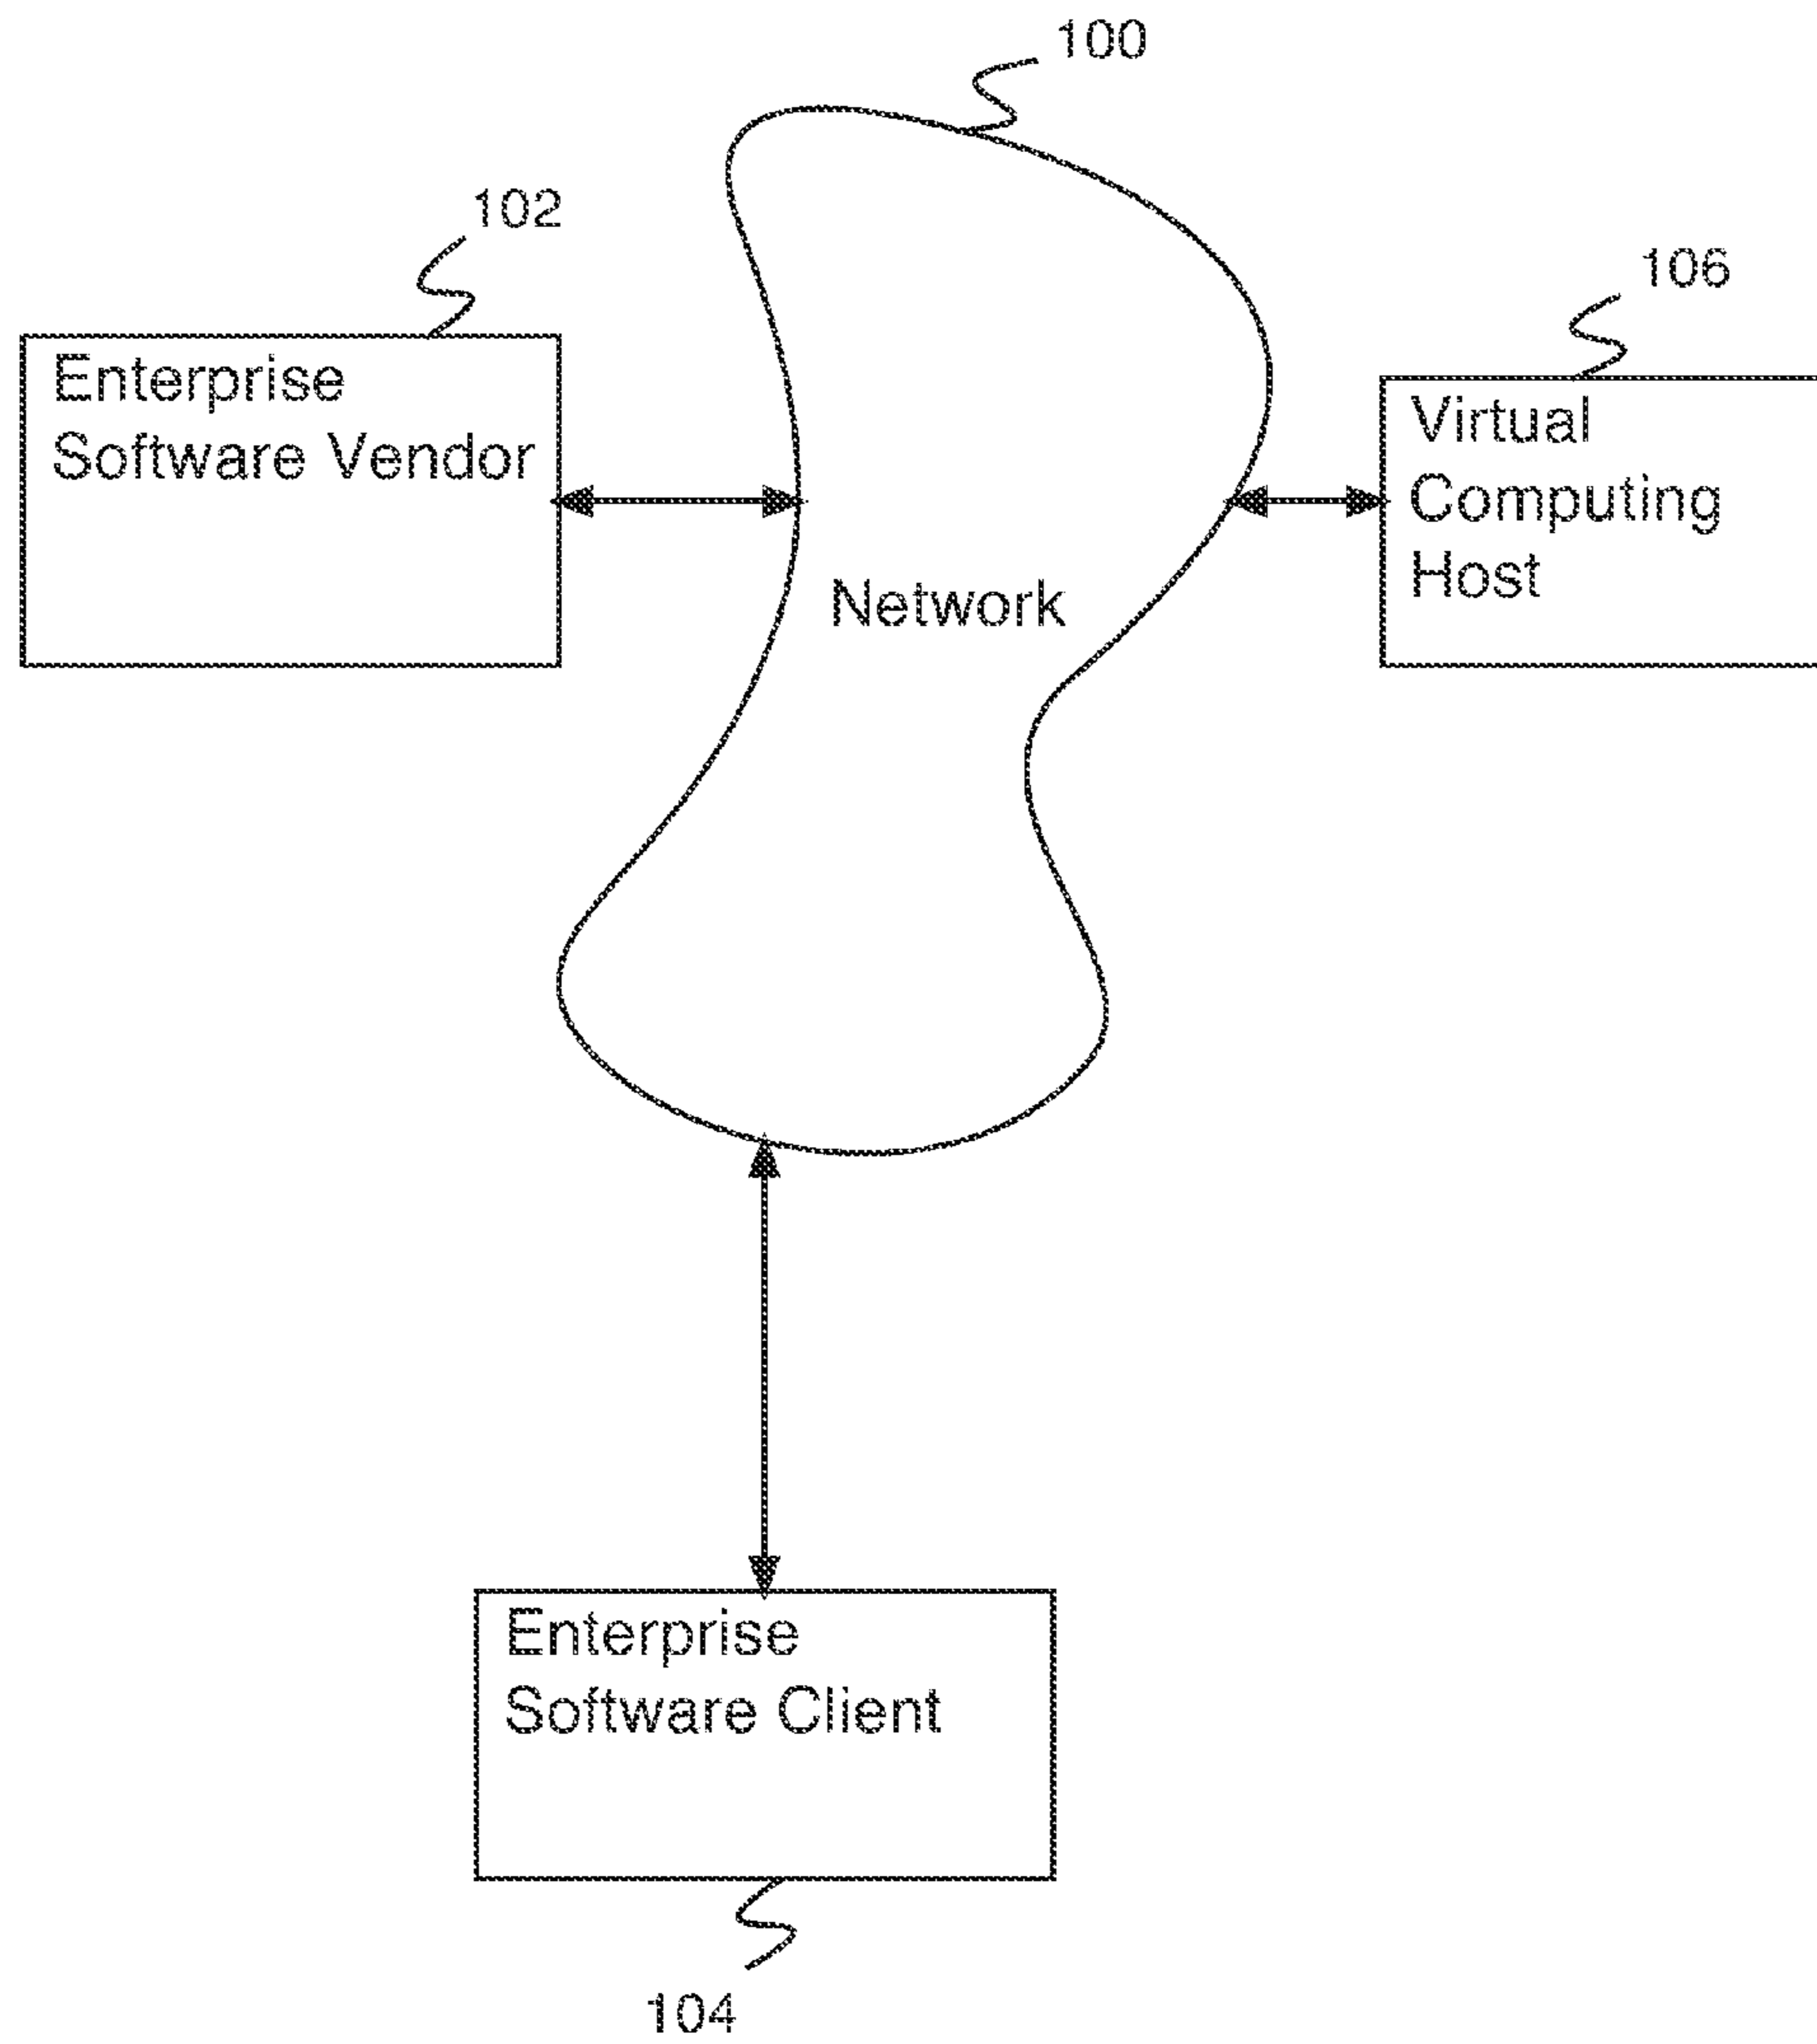 100
102
106
Enterprise
Software Vendor
Virtual
Computing
Host
Network
Enterprise
Software Client
104